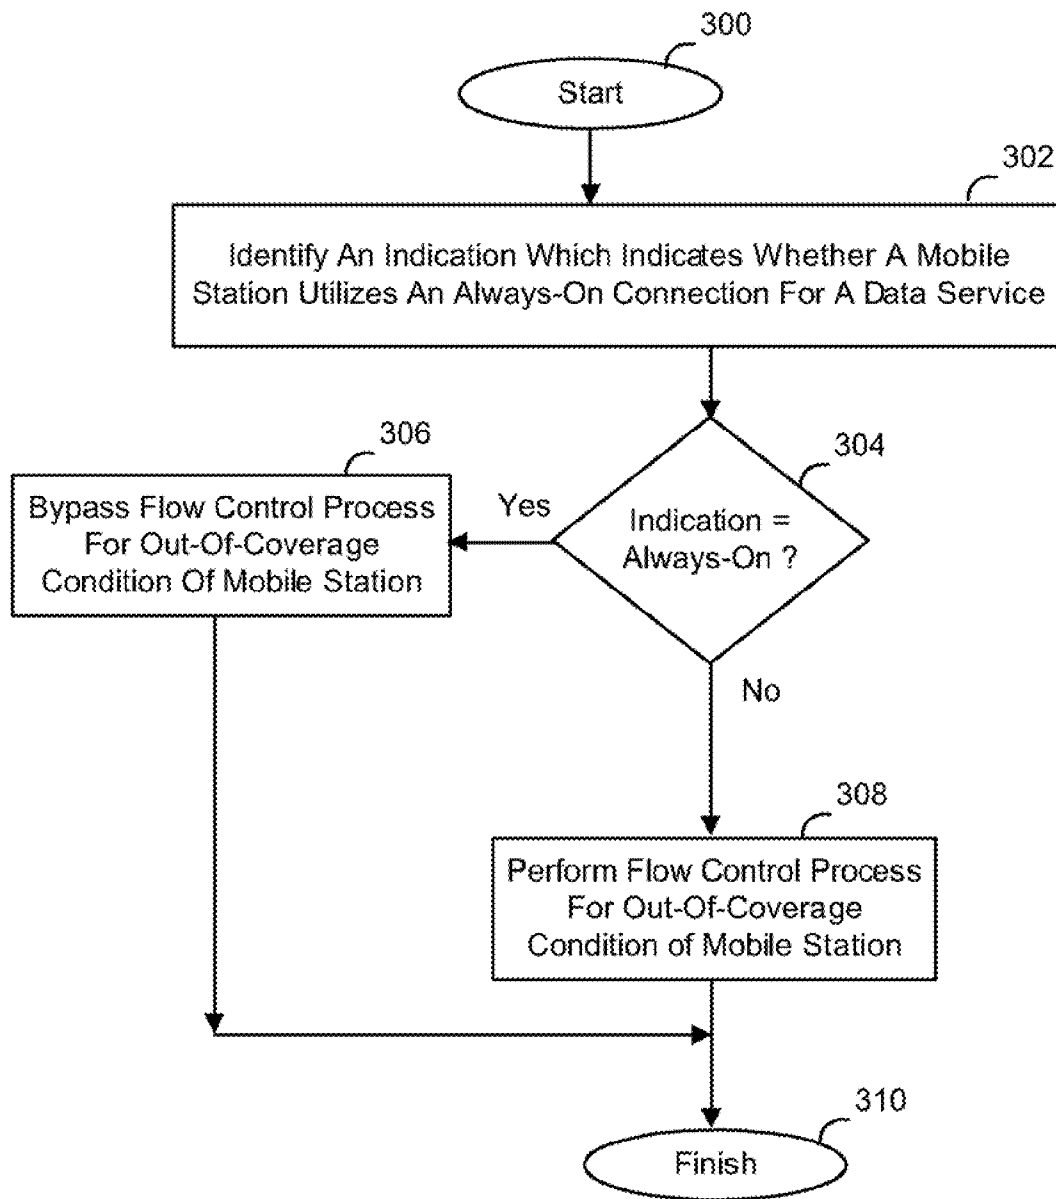 300
Start
302
Identify An Indication Which Indicates Whether A Mobile
Station Utilizes An Always-On Connection For A Data Service
306
Bypass Flow Control Process
For Out-Of-Coverage
Condition Of Mobile Station
Yes
304
Indication =
Always-On ?
No
308
Perform Flow Control Process
For Out-Of-Coverage
Condition of Mobile Station
310
Finish